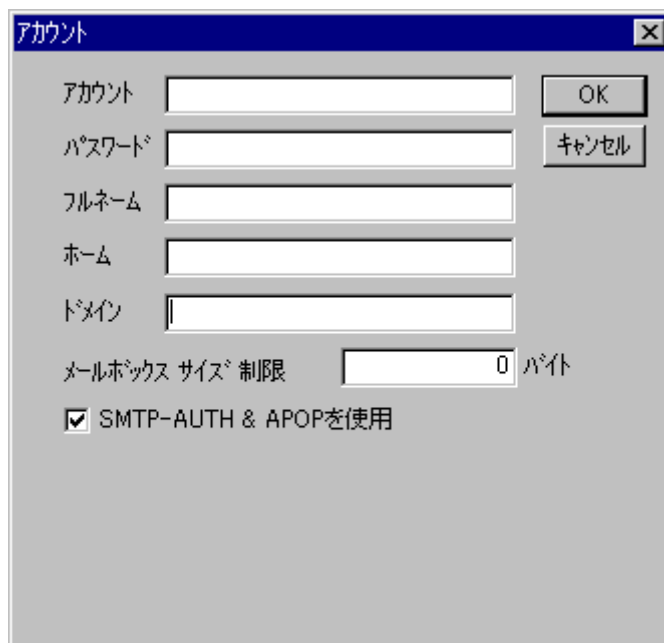 アカウント
アカウント
OK
パスワード
キャンセル
フルネーム
ホーム
ドメイン
メールボックス サイズ 制限 0 バイト
SMTP-AUTH & APOPを使用